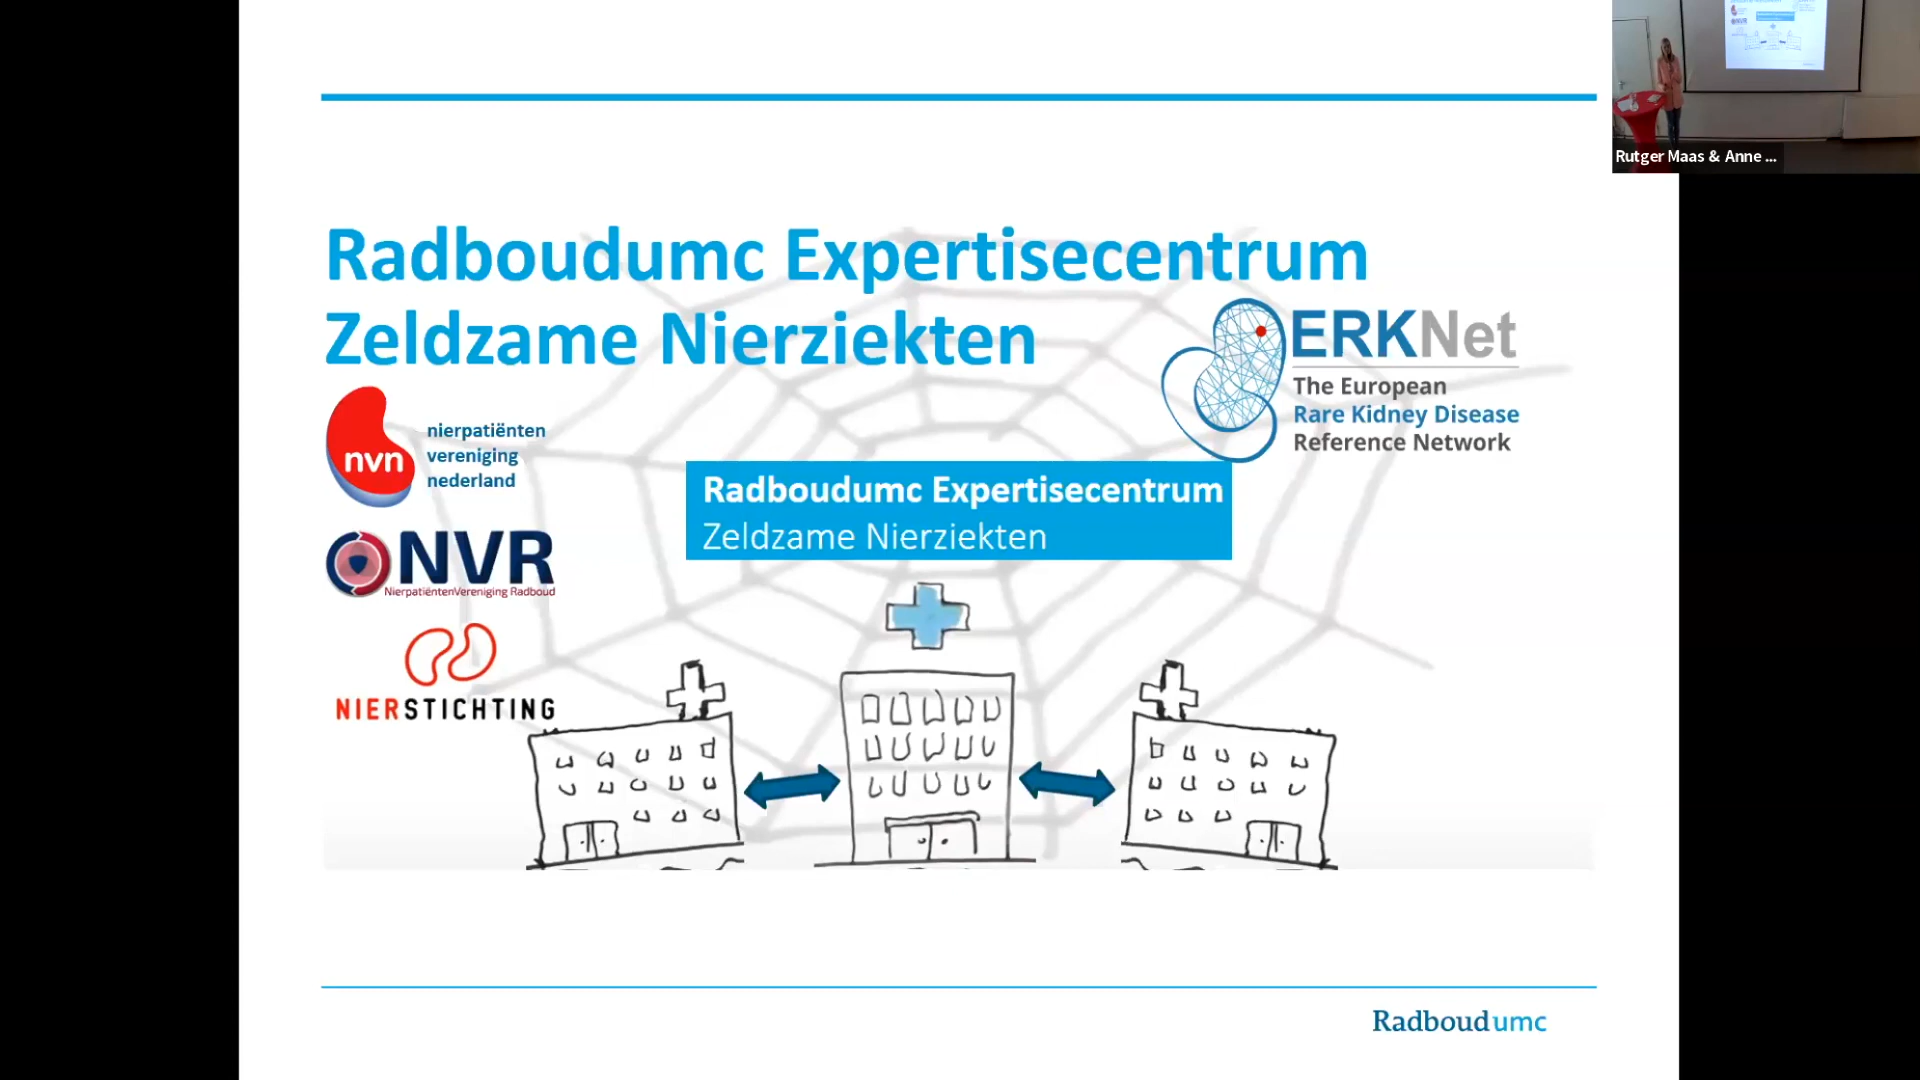 Rutger Maas & Anne ...
Radboudumc Expertisecentrum
Zeldzame Nierziekten
ERKNet
The European
Rare Kidney Disease
Reference Network
nvn
nierpatiënten
vereniging
nederland
Radboudumc Expertisecentrum
Zeldzame Nierziekten
NVR
NierpatiëntenVereniging Radboud
NIERSTICHTING
Radboudumc